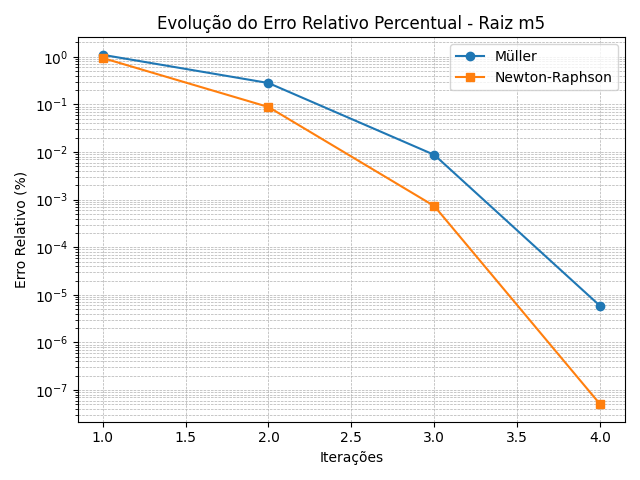 Evolução do Erro Relativo Percentual - Raiz m5
Müller
Newton-Raphson
Erro Relativo (%)
10⁰
10⁻¹
10⁻²
10⁻³
10⁻⁴
10⁻⁵
10⁻⁶
10⁻⁷
1.0 1.5 2.0 2.5 3.0 3.5 4.0
Iterações